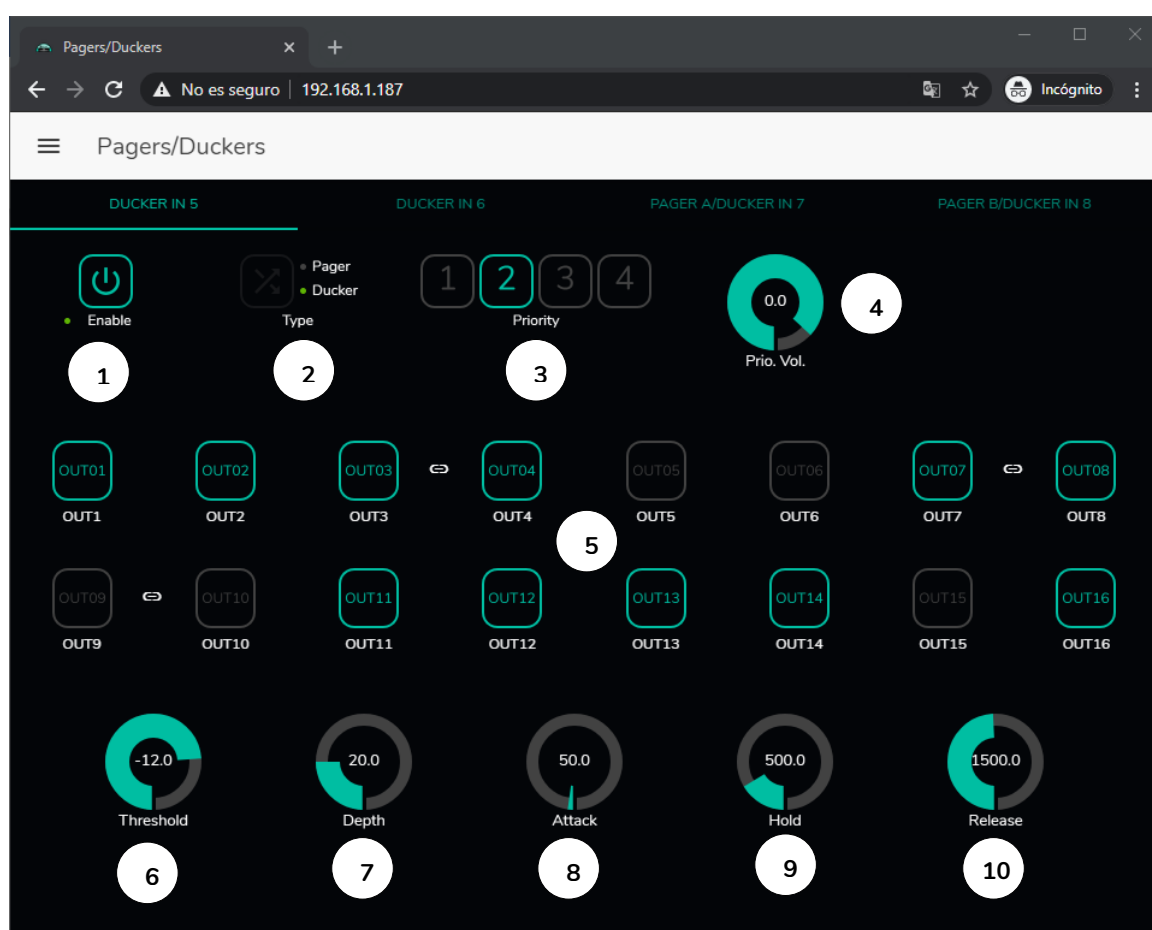 Pagers/Duckers
No es seguro | 192.168.1.187 Incógnito
Pagers/Duckers
DUCKER IN 5 DUCKER IN 6 PAGER A/DUCKER IN 7 PAGER B/DUCKER IN 8
Pager
Ducker
1 2 3 4
0.0
Enable Type Priority
Prio. Vol.
1 2 3 4
OUT01 OUT02 OUT03 OUT04 OUT05 OUT06 OUT07 OUT08
OUT1 OUT2 OUT3 OUT4 OUT5 OUT6 OUT7 OUT8
5
OUT09 OUT10 OUT11 OUT12 OUT13 OUT14 OUT15 OUT16
OUT9 OUT10 OUT11 OUT12 OUT13 OUT14 OUT15 OUT16
-12.0 20.0 50.0 500.0 1500.0
Threshold Depth Attack Hold Release
6 7 8 9 10